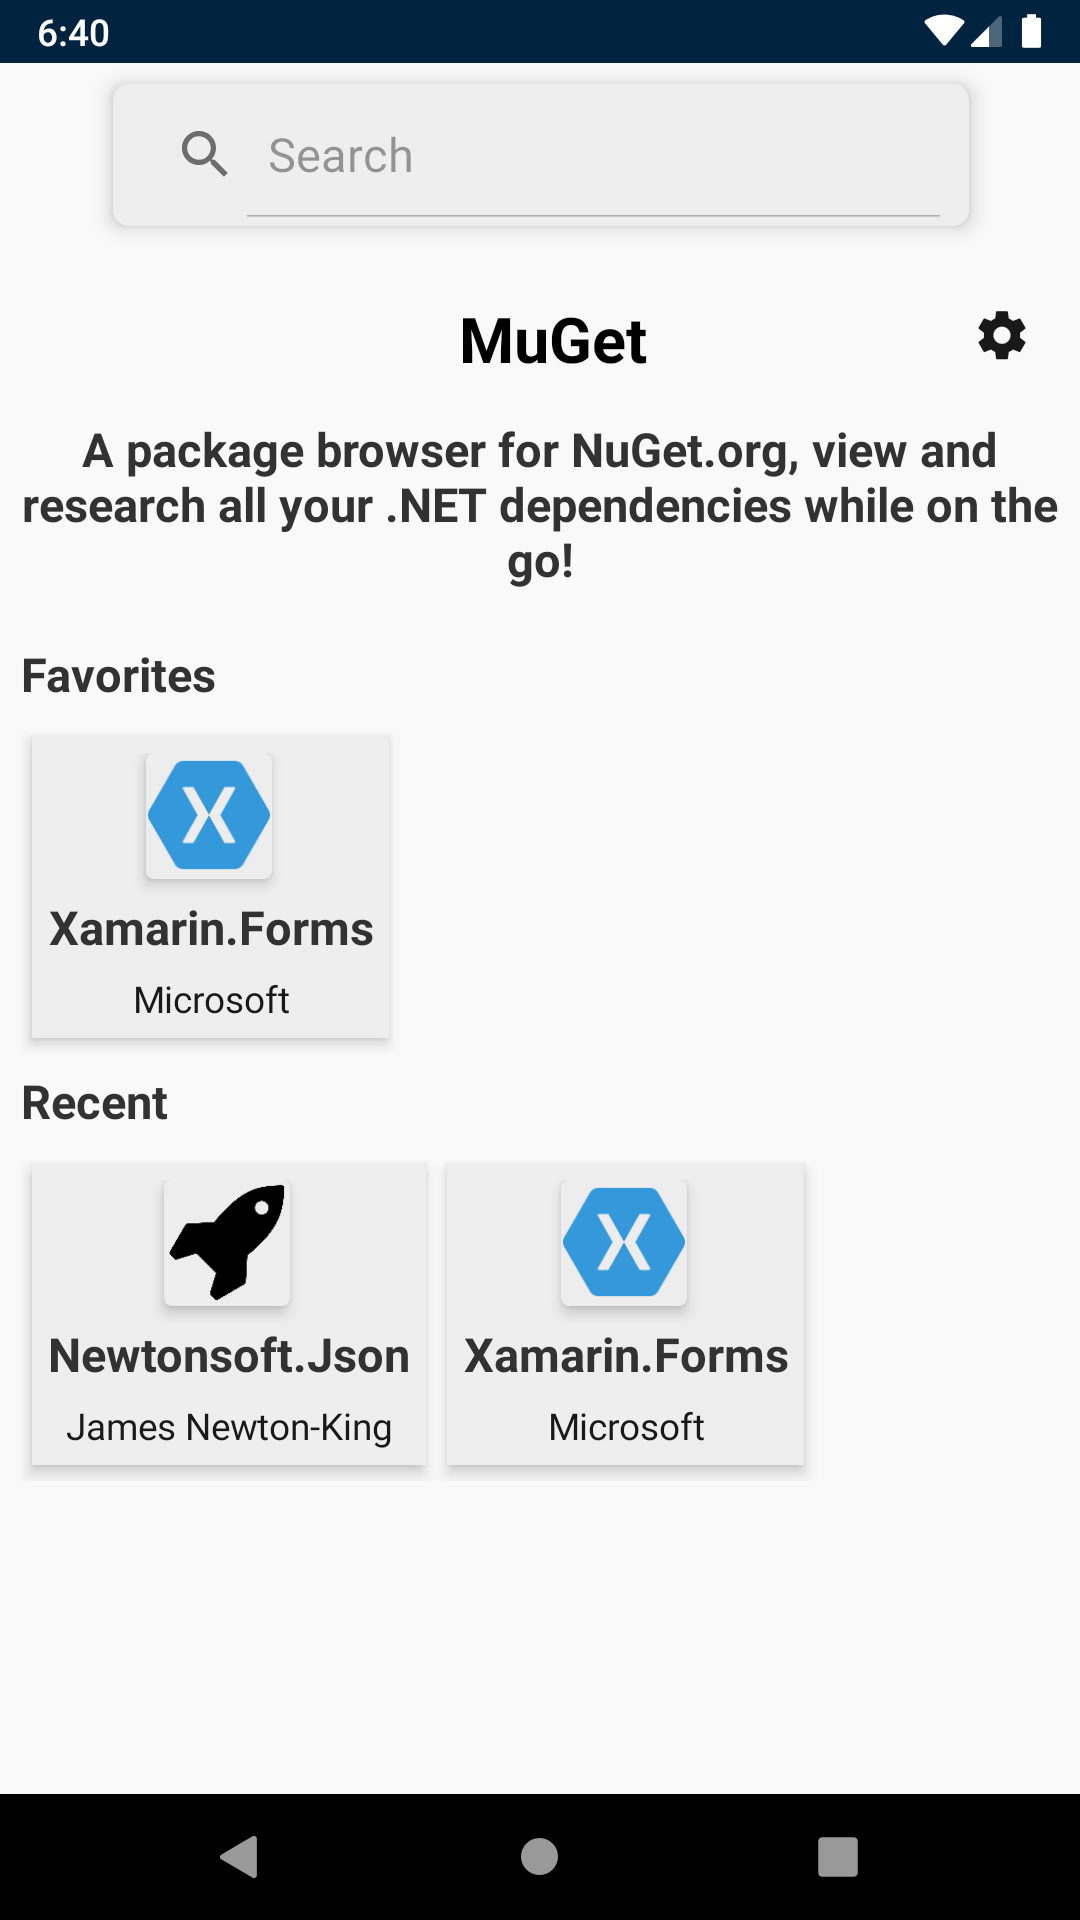 6:40
Search
MuGet
A package browser for NuGet.org, view and
research all your .NET dependencies while on the
go!
Favorites
Xamarin.Forms
Microsoft
Recent
Newtonsoft.Json
James Newton-King
Xamarin.Forms
Microsoft